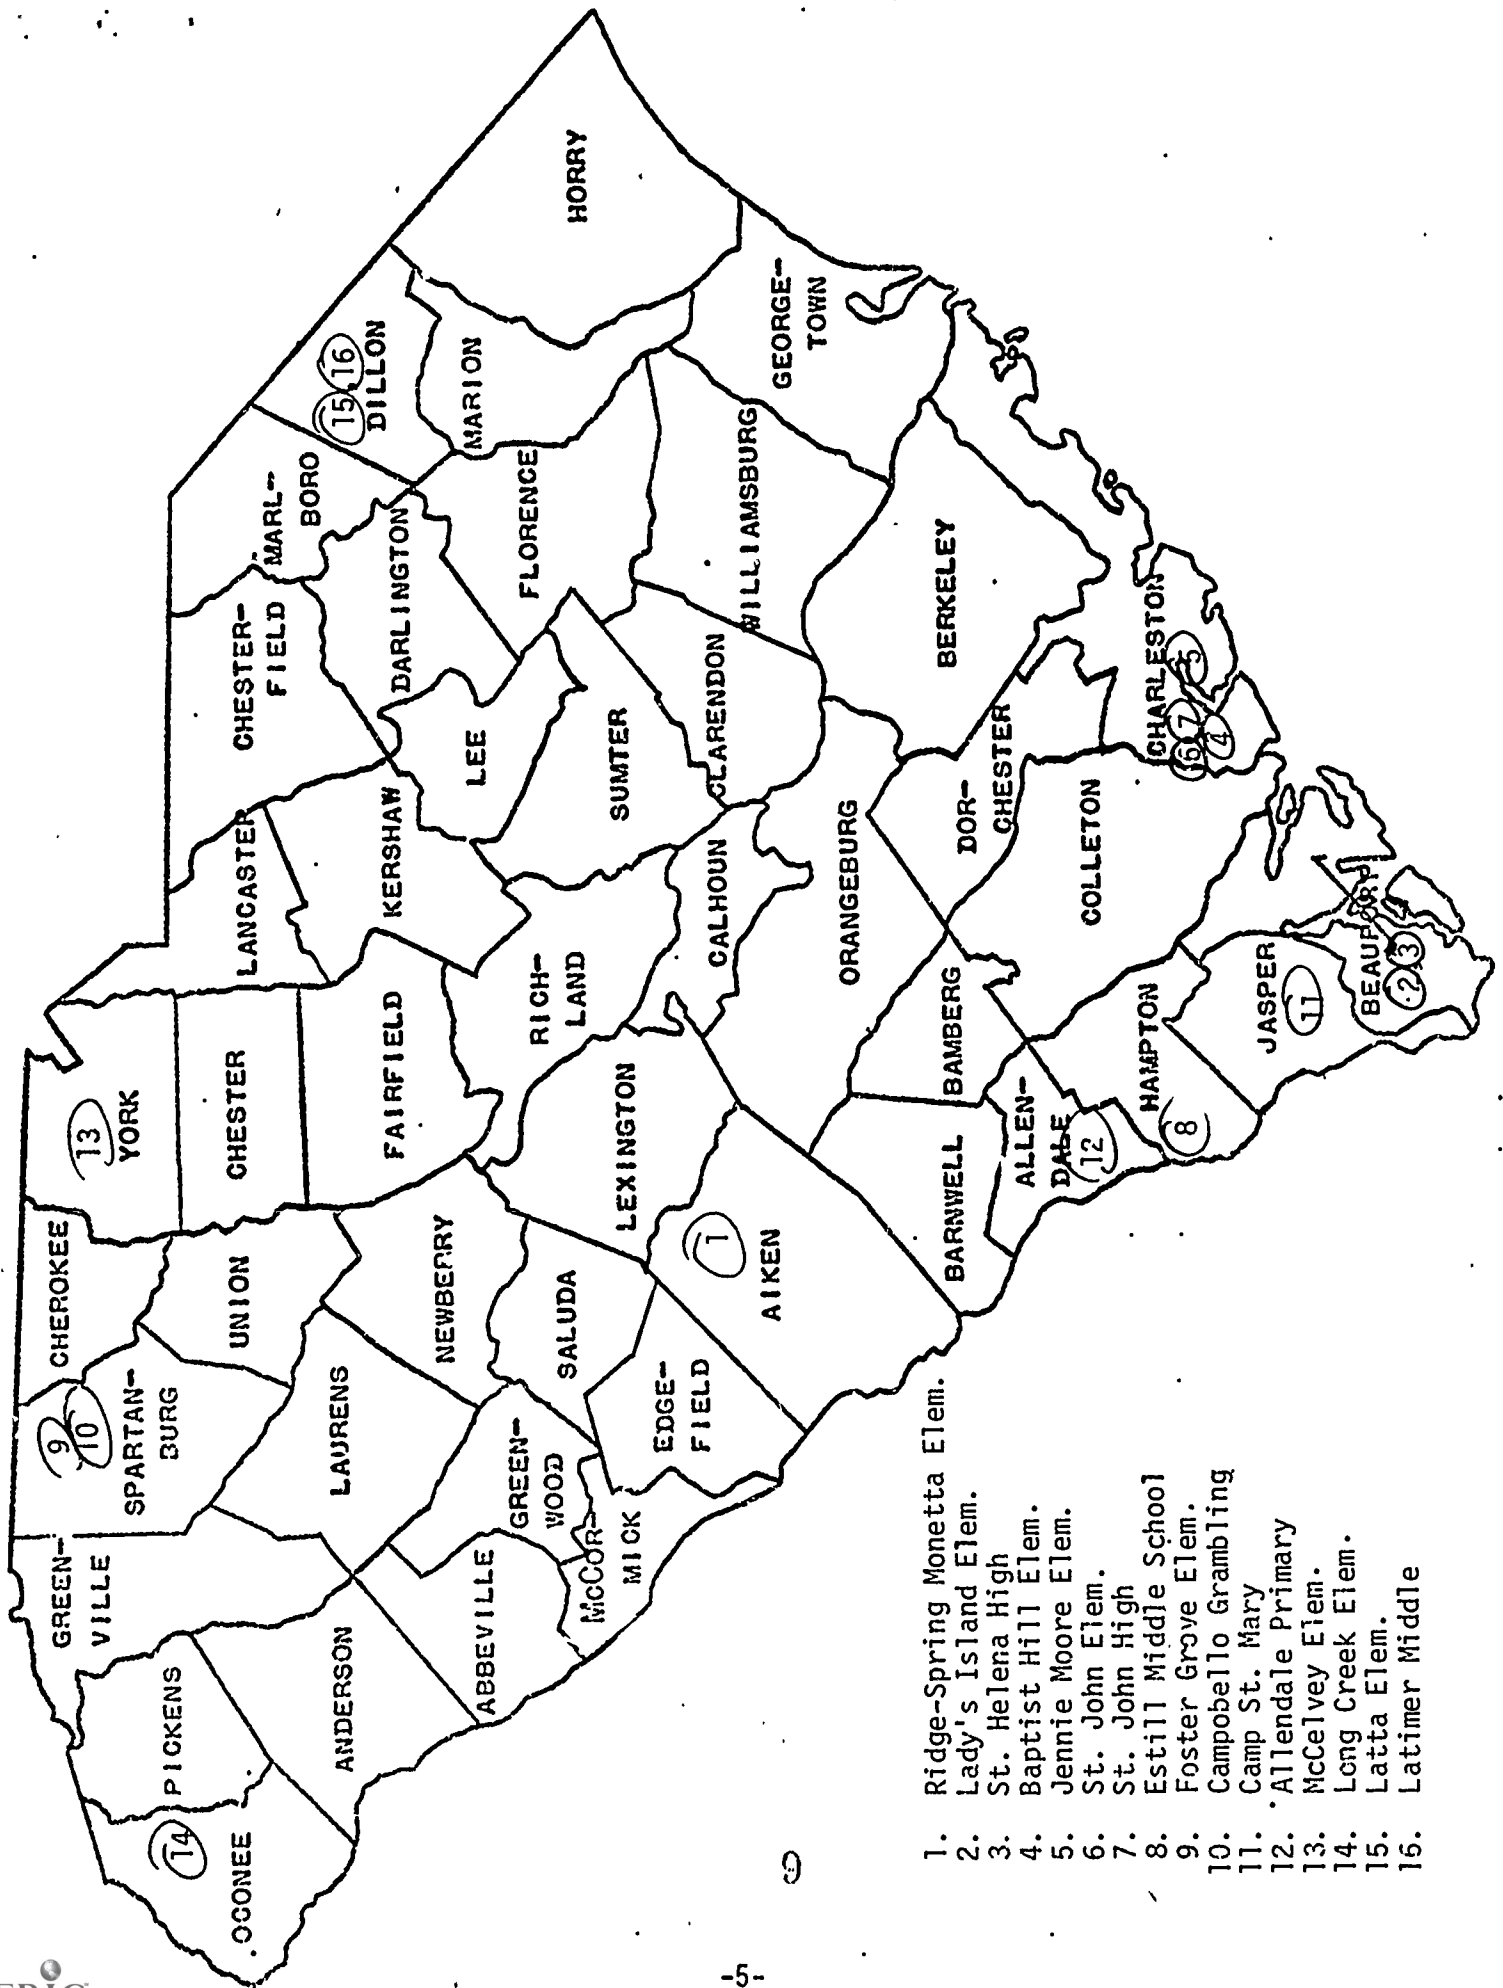 CHEROKEE
13
YORK
GREEN-
VILLE
9
10
SPARTAN-
BURG
UNION
CHESTER
LANCASTER
CHESTER-
FIELD
MARL-
BORO
15
16
DILLON
14
OCONEE
PICKENS
ANDERSON
LAURENS
NEWBERRY
FAIRFIELD
KERSHAW
DARLINGTON
LEE
FLORENCE
MARION
HORRY
ABBEVILLE
GREEN-
WOOD
McCOR-
MICK
SALUDA
EDGE-
FIELD
LEXINGTON
RICH-
LAND
SUMTER
CALHOUN
CLARENDON
WILLIAMSBURG
GEORGE-
TOWN
1
AIKEN
ORANGEBURG
BARNWELL
BAMBERG
DOR-
CHESTER
BERKELEY
ALLEN-
DALE
12
COLLETON
HAMPTON
8
CHARLESTON
6
7
5
4
JASPER
11
BEAUFORT
2
3
1. Ridge-Spring Monetta Elem.
2. Lady's Island Elem.
3. St. Helena High
4. Baptist Hill Elem.
5. Jennie Moore Elem.
6. St. John Elem.
7. St. John High
8. Estill Middle School
9. Foster Grove Elem.
10. Campobello Grambling
11. Camp St. Mary
12. Allendale Primary
13. McCelvey Elem.
14. Long Creek Elem.
15. Latta Elem.
16. Latimer Middle
9
-5-